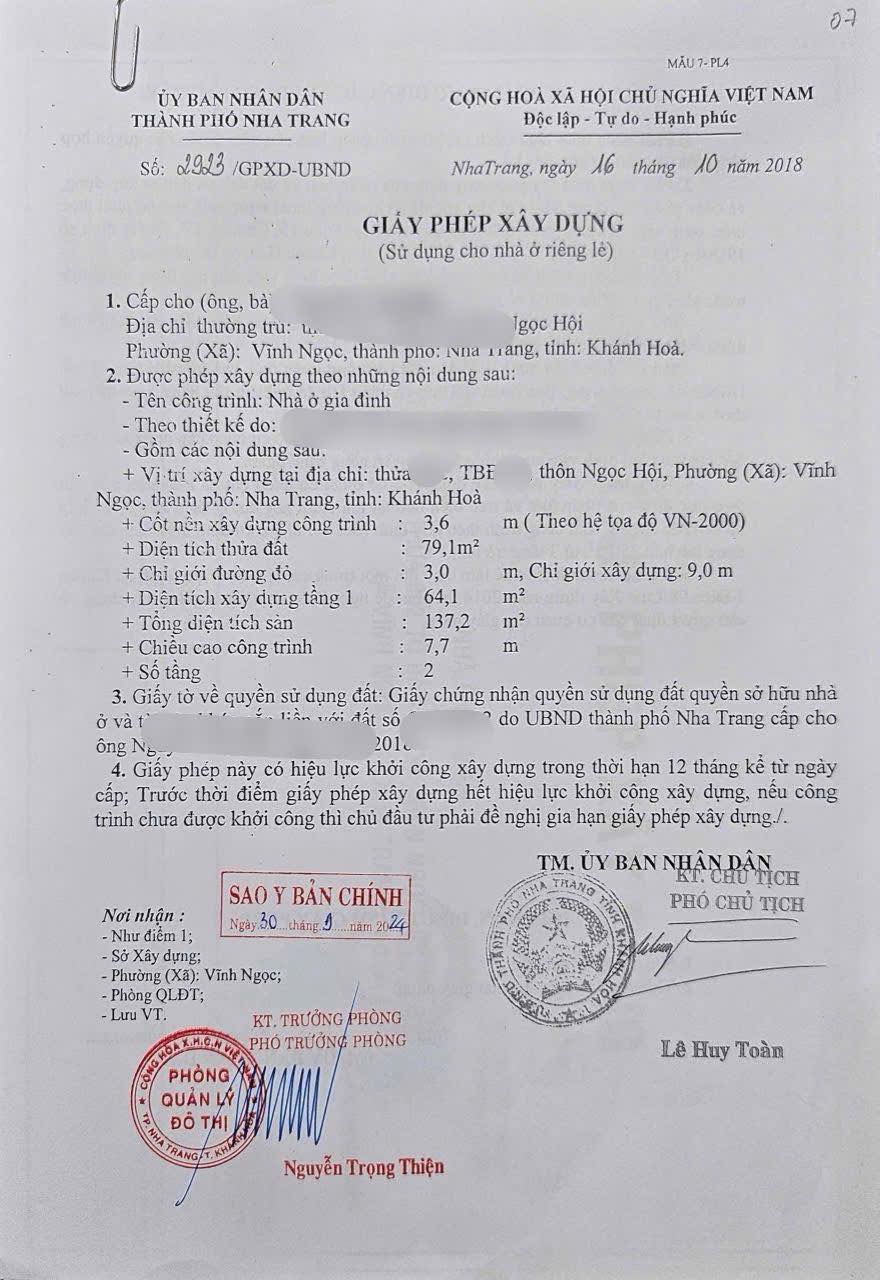 07
MẪU 7- PL4
ỦY BAN NHÂN DÂN
THÀNH PHỐ NHA TRANG
CỘNG HOÀ XÃ HỘI CHỦ NGHĨA VIỆT NAM
Độc lập - Tự do - Hạnh phúc
Số: 2923/GPXD-UBND
NhaTrang, ngày 16 tháng 10 năm 2018
GIẤY PHÉP XÂY DỰNG
(Sử dụng cho nhà ở riêng lẻ)
1. Cấp cho (ông, bà
Địa chỉ thường trú: Ngọc Hội
Phường (Xã): Vĩnh Ngọc, thành phố: Nha Trang, tỉnh: Khánh Hoà.
2. Được phép xây dựng theo những nội dung sau:
- Tên công trình: Nhà ở gia đình
- Theo thiết kế do:
- Gồm các nội dung sau.
+ Vị trí xây dựng tại địa chỉ: thửa , TBĐ thôn Ngọc Hội, Phường (Xã): Vĩnh
Ngọc, thành phố: Nha Trang, tỉnh: Khánh Hoà
+ Cốt nền xây dựng công trình : 3,6 m ( Theo hệ tọa độ VN-2000)
+ Diện tích thửa đất : 79,1m²
+ Chỉ giới đường đỏ : 3,0 m, Chỉ giới xây dựng: 9,0 m
+ Diện tích xây dựng tầng 1 : 64,1 m²
+ Tổng diện tích sàn : 137,2 m²
+ Chiều cao công trình : 7,7 m
+ Số tầng : 2
3. Giấy tờ về quyền sử dụng đất: Giấy chứng nhận quyền sử dụng đất quyền sở hữu nhà
ở và liền với đất số do UBND thành phố Nha Trang cấp cho
ông
4. Giấy phép này có hiệu lực khởi công xây dựng trong thời hạn 12 tháng kể từ ngày
cấp; Trước thời điểm giấy phép xây dựng hết hiệu lực khởi công xây dựng, nếu công
trình chưa được khởi công thì chủ đầu tư phải đề nghị gia hạn giấy phép xây dựng./.
TM. ỦY BAN NHÂN DÂN
KT. CHỦ TỊCH
PHÓ CHỦ TỊCH
SAO Y BẢN CHÍNH
Ngày 30 tháng 9 năm 2024
Nơi nhận :
- Như điểm 1;
- Sở Xây dựng;
- Phường (Xã): Vĩnh Ngọc;
- Phòng QLĐT;
- Lưu VT.
KT. TRƯỞNG PHÒNG
PHÓ TRƯỞNG PHÒNG
Lê Huy Toàn
CỘNG HÒA X.H.C.N VIỆT NAM
PHÒNG
QUẢN LÝ
ĐÔ THỊ
TP. NHA TRANG-T. KHÁNH HÒA
Nguyễn Trọng Thiện